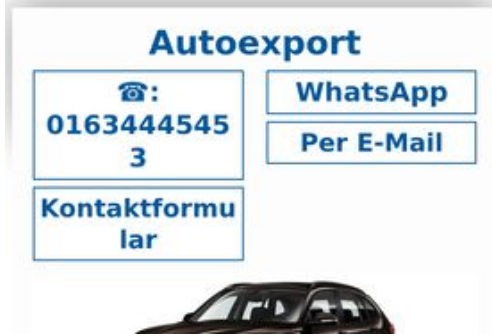 Autoexport
☎:
0163444545
3
WhatsApp
Per E-Mail
Kontaktformu
lar